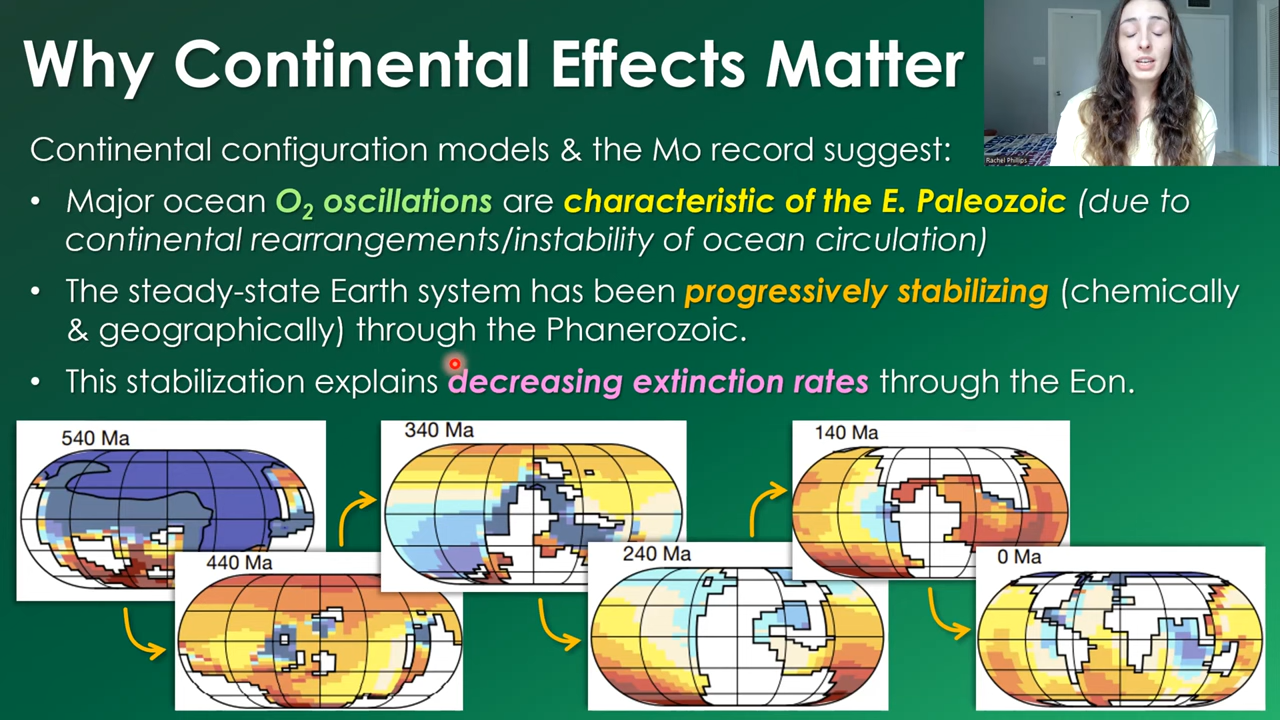 Why Continental Effects Matter
Rachel Phillips
Continental configuration models & the Mo record suggest:
• Major ocean O₂ oscillations are characteristic of the E. Paleozoic (due to
continental rearrangements/instability of ocean circulation)
• The steady-state Earth system has been progressively stabilizing (chemically
& geographically) through the Phanerozoic.
• This stabilization explains decreasing extinction rates through the Eon.
540 Ma
340 Ma
140 Ma
440 Ma
240 Ma
0 Ma